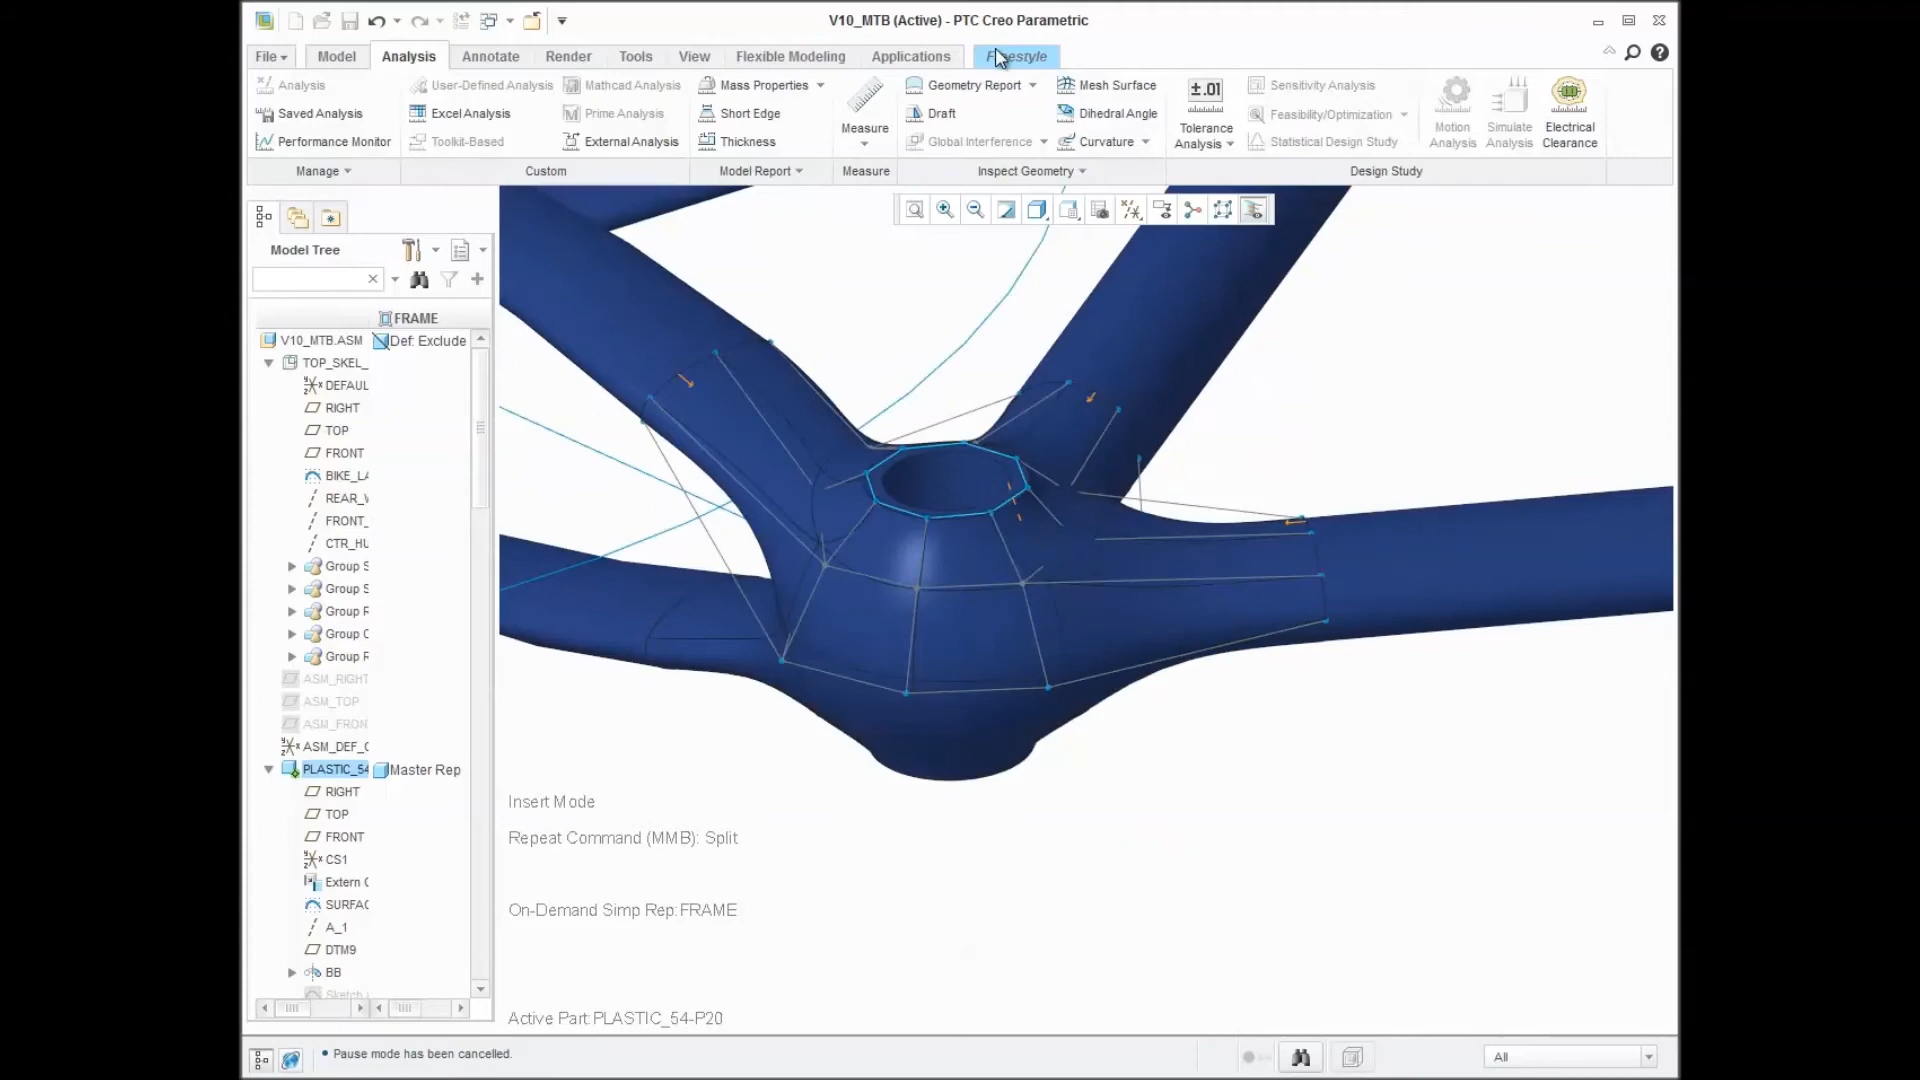 V10_MTB (Active) - PTC Creo Parametric
File Model Analysis Annotate Render Tools View Flexible Modeling Applications
Analysis User-Defined Analysis Mathcad Analysis Mass Properties Geometry Report Mesh Surface Sensitivity Analysis
Saved Analysis Excel Analysis Prime Analysis Short Edge Draft Dihedral Angle Feasibility/Optimization
Performance Monitor Toolkit-Based External Analysis Thickness Global Interference Curvature Statistical Design Study
Measure
±.01
Tolerance Analysis
Motion Analysis
Simulate Analysis
Electrical Clearance
Manage Custom Model Report Measure Inspect Geometry Design Study
Model Tree
FRAME
V10_MTB.ASM Def: Exclude
TOP_SKEL_
DEFAUL
RIGHT
TOP
FRONT
BIKE_LA
REAR_
FRONT_
CTR_HU
Group S
Group S
Group R
Group C
Group R
ASM_RIGHT
ASM_TOP
ASM_FRON
ASM_DEF_C
PLASTIC_54 Master Rep
RIGHT
TOP
FRONT
CS1
Extern C
SURFAC
A_1
DTM9
BB
Sketch
Insert Mode
Repeat Command (MMB): Split
On-Demand Simp Rep:FRAME
Active Part:PLASTIC_54-P20
Pause mode has been cancelled.
All